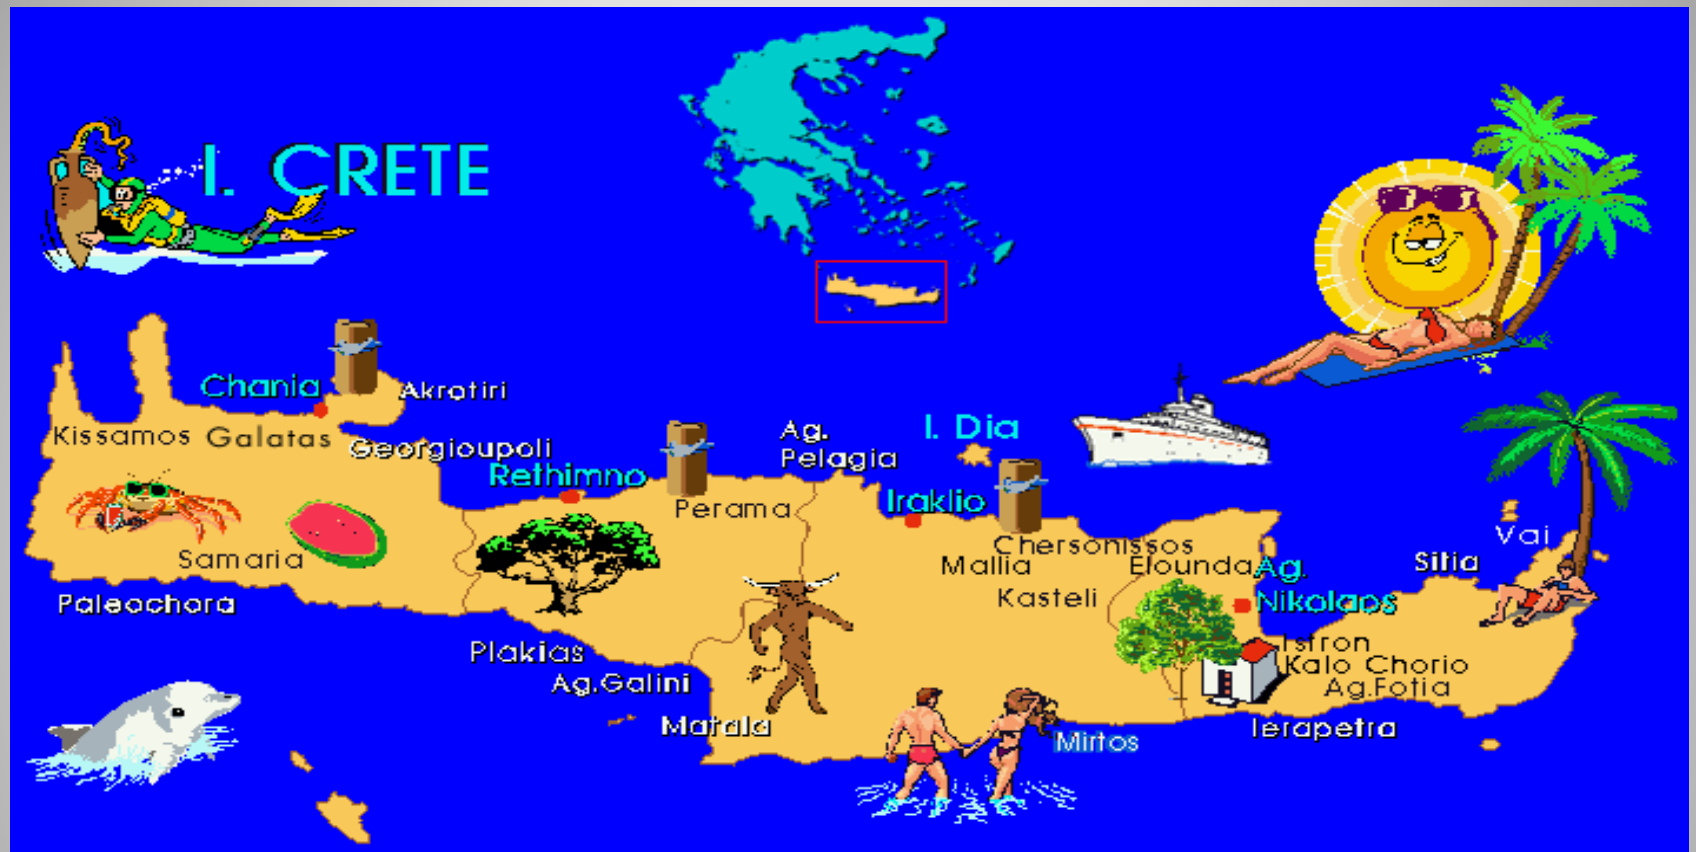 I. CRETE
Chania
Akrotiri
Kissamos
Galatas
Georgioupoli
Rethimno
Ag.
Pelagia
I. Dia
Iraklio
Perama
Samaria
Paleochora
Chersonissos
Mallia
Elounda
Kasteli
Ag.
Nikolaos
Sitia
Vai
Plakias
Ag.Galini
Matala
Istron
Kalo Chorio
Ag.Fotia
Ierapetra
Mirtos